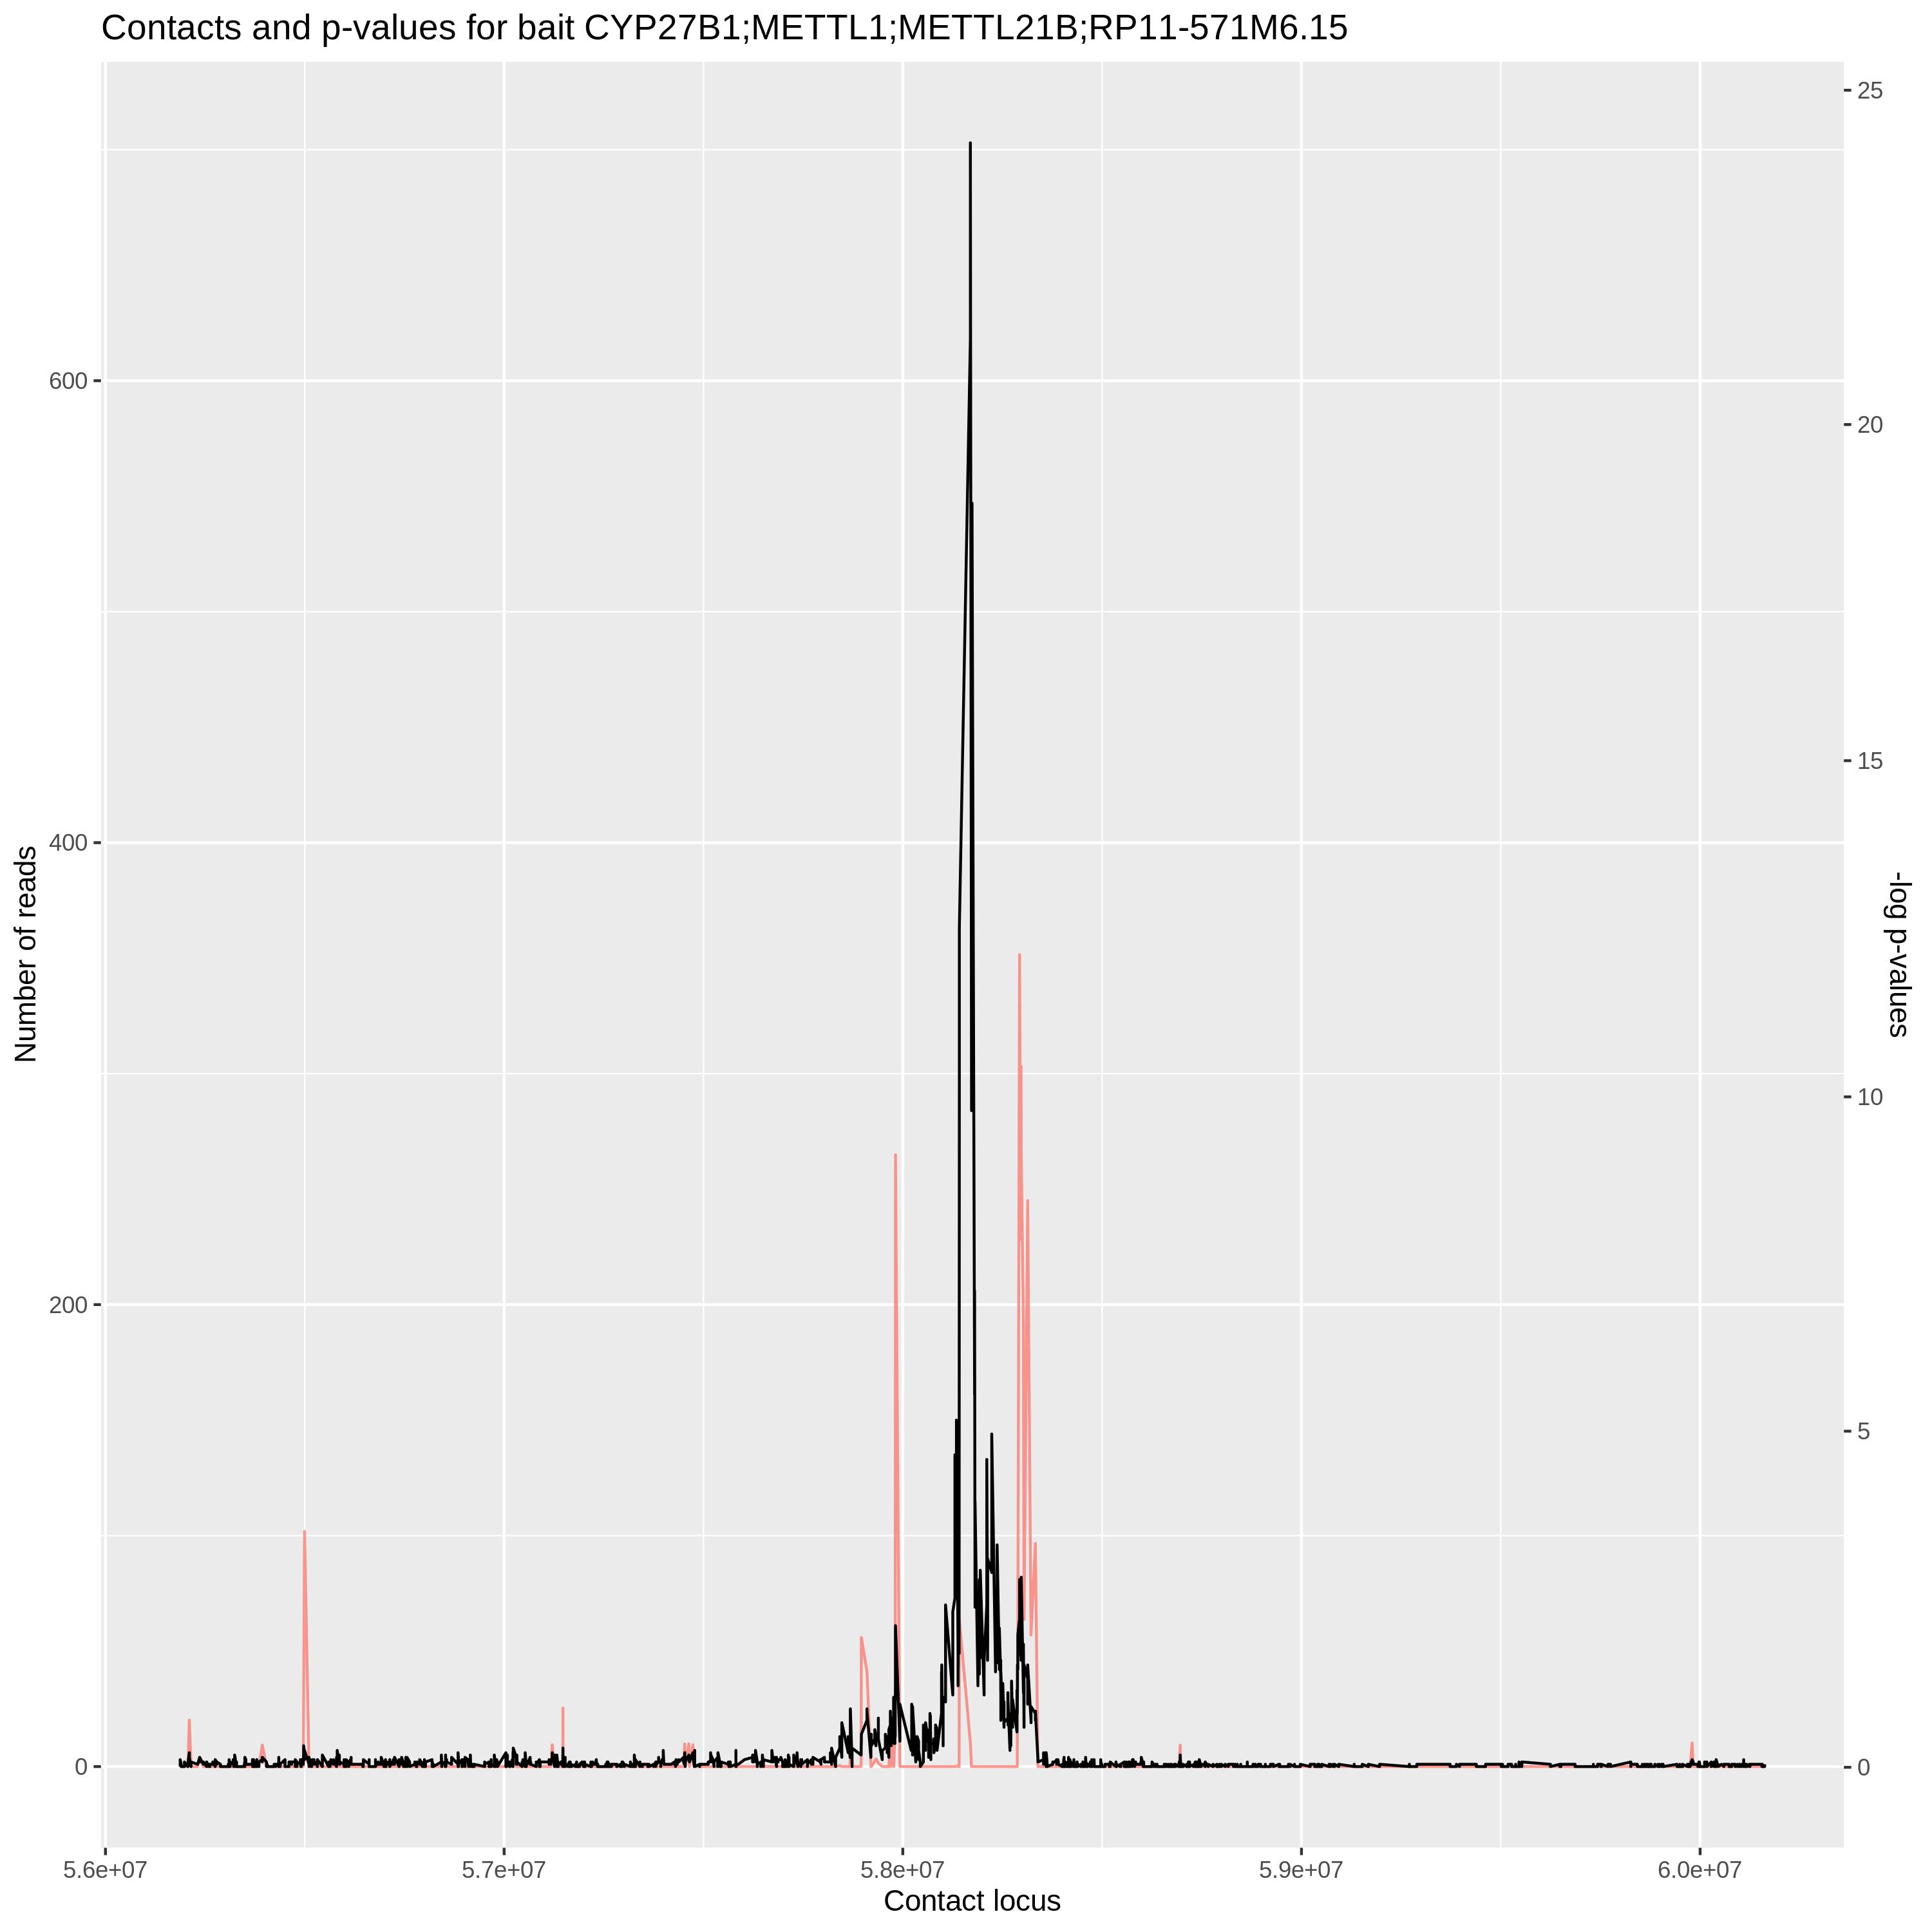 Contacts and p-values for bait CYP27B1;METTL1;METTL21B;RP11-571M6.15
25
20
15
10
5
0
-log p-values
600
400
200
0
Number of reads
5.6e+07
5.7e+07
5.8e+07
5.9e+07
6.0e+07
Contact locus